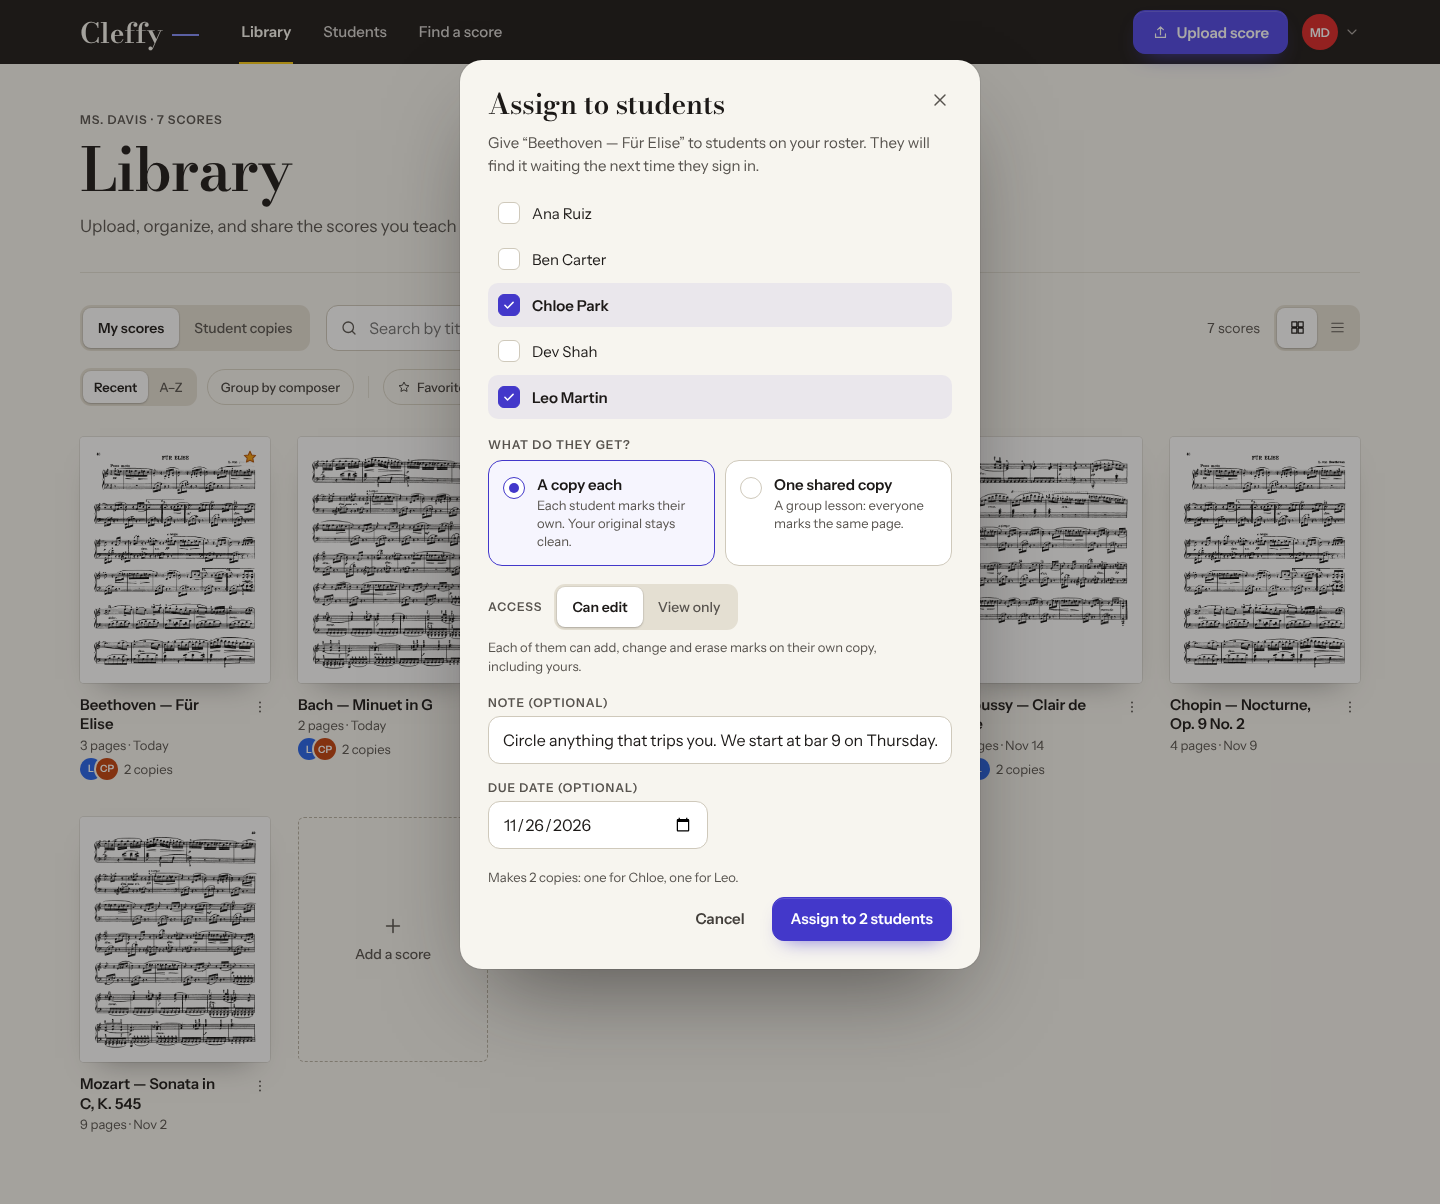 Cleffy
Library
Students
Find a score
Upload score
MD
MS. DAVIS · 7 SCORES
Library
Upload, organize, and share the scores you teach
My scores
Student copies
Search by tit
7 scores
Recent
A–Z
Group by composer
Favorite
Beethoven — Für
Elise
3 pages · Today
L CP 2 copies
Bach — Minuet in G
2 pages · Today
L CP 2 copies
ussy — Clair de
ges · Nov 14
2 copies
FÜR ELISE
Chopin — Nocturne,
Op. 9 No. 2
4 pages · Nov 9
FÜR ELISE
Mozart — Sonata in
C, K. 545
9 pages · Nov 2
Add a score
Assign to students
Give “Beethoven — Für Elise” to students on your roster. They will
find it waiting the next time they sign in.
Ana Ruiz
Ben Carter
Chloe Park
Dev Shah
Leo Martin
WHAT DO THEY GET?
A copy each
Each student marks their
own. Your original stays
clean.
One shared copy
A group lesson: everyone
marks the same page.
ACCESS
Can edit
View only
Each of them can add, change and erase marks on their own copy,
including yours.
NOTE (OPTIONAL)
Circle anything that trips you. We start at bar 9 on Thursday.
DUE DATE (OPTIONAL)
11/26/2026
Makes 2 copies: one for Chloe, one for Leo.
Cancel
Assign to 2 students